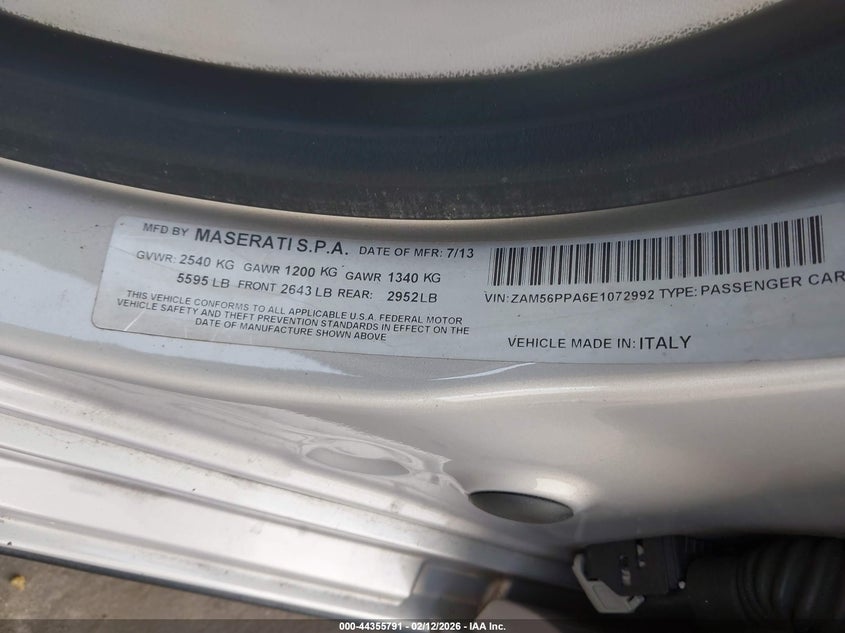 MFD BY MASERATI S.P.A. DATE OF MFR: 7/13
GVWR: 2540 KG GAWR 1200 KG GAWR 1340 KG
5595 LB FRONT 2643 LB REAR: 2952LB
THIS VEHICLE CONFORMS TO ALL APPLICABLE U.S.A. FEDERAL MOTOR
VEHICLE SAFETY AND THEFT PREVENTION STANDARDS IN EFFECT ON THE
DATE OF MANUFACTURE SHOWN ABOVE
VIN: ZAM56PPA6E1072992 TYPE: PASSENGER CAR
VEHICLE MADE IN: ITALY
000-44355791 - 02/12/2026 - IAA Inc.